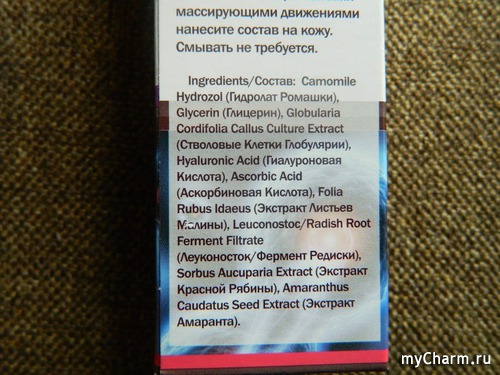 массирующими движениями
нанесите состав на кожу.
Смывать не требуется.
Ingredients/Состав: Camomile
Hydrozol (Гидролат Ромашки),
Glycerin (Глицерин), Globularia
Cordifolia Callus Culture Extract
(Стволовые Клетки Глобулярии),
Hyaluronic Acid (Гиалуроновая
Кислота), Ascorbic Acid
(Аскорбиновая Кислота), Folia
Rubus Idaeus (Экстракт Листьев
Малины), Leuconostoc/Radish Root
Ferment Filtrate
(Леуконосток/Фермент Редиски),
Sorbus Aucuparia Extract (Экстракт
Красной Рябины), Amaranthus
Caudatus Seed Extract (Экстракт
Амаранта).
myCharm.ru